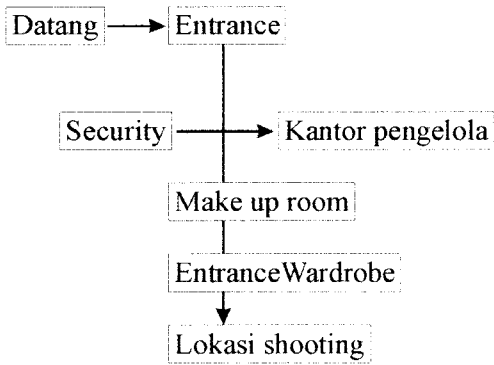 Datang Entrance
Security Kantor pengelola
Make up room
EntranceWardrobe
Lokasi shooting